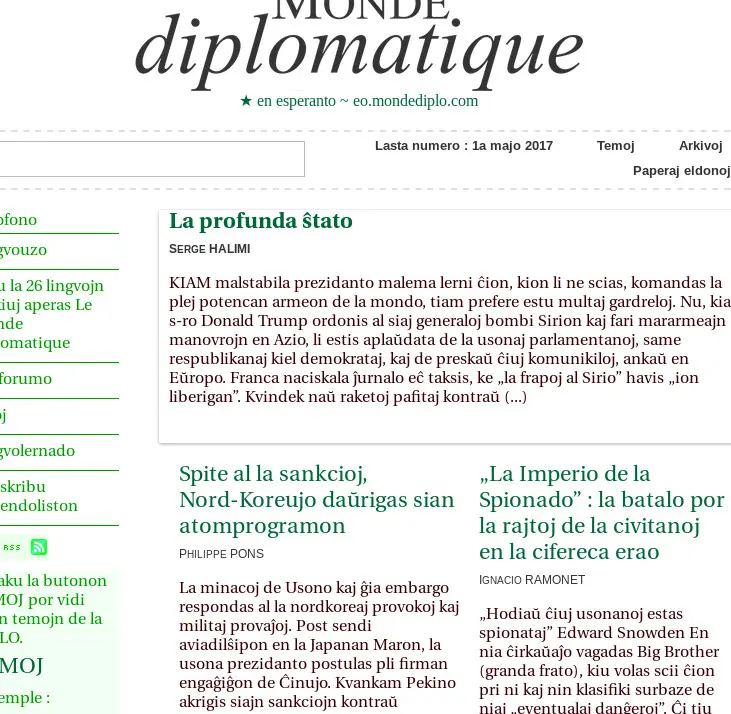 MONDE
diplomatique
★ en esperanto ~ eo.mondediplo.com
Lasta numero : 1a majo 2017 Temoj Arkivoj
Paperaj eldonoj
ofono
gvouzo
u la 26 lingvojn
kiuj aperas Le
nde
omatique
forumo
oj
gvolernado
skribu
endoliston
RSS
aku la butonon
MOJ por vidi
n temojn de la
LO.
MOJ
emple :
La profunda ŝtato
SERGE HALIMI
KIAM malstabila prezidanto malema lerni ĉion, kion li ne scias, komandas la
plej potencan armeon de la mondo, tiam prefere estu multaj gardreloj. Nu, kia
s-ro Donald Trump ordonis al siaj generaloj bombi Sirion kaj fari mararmeajn
manovrojn en Azio, li estis aplaŭdata de la usonaj parlamentanoj, same
respublikanaj kiel demokrataj, kaj de preskaŭ ĉiuj komunikiloj, ankaŭ en
Eŭropo. Franca naciskala ĵurnalo eĉ taksis, ke „la frapoj al Sirio” havis „ion
liberigan”. Kvindek naŭ raketoj pafitaj kontraŭ (...)
Spite al la sankcioj,
Nord-Koreujo daŭrigas sian
atomprogramon
PHILIPPE PONS
La minacoj de Usono kaj ĝia embargo
respondas al la nordkoreaj provokoj kaj
militaj provaĵoj. Post sendi
aviadilŝipon en la Japanan Maron, la
usona prezidanto postulas pli firman
engaĝiĝon de Ĉinujo. Kvankam Pekino
akrigis siajn sankciojn kontraŭ
„La Imperio de la
Spionado” : la batalo por
la rajtoj de la civitanoj
en la cifereca erao
IGNACIO RAMONET
„Hodiaŭ ĉiuj usonanoj estas
spionataj” Edward Snowden En
nia ĉirkaŭaĵo vagadas Big Brother
(granda frato), kiu volas scii ĉion
pri ni kaj nin klasifiki surbaze de
niaj „eventualaj danĝeroj”. Ĉi tiu